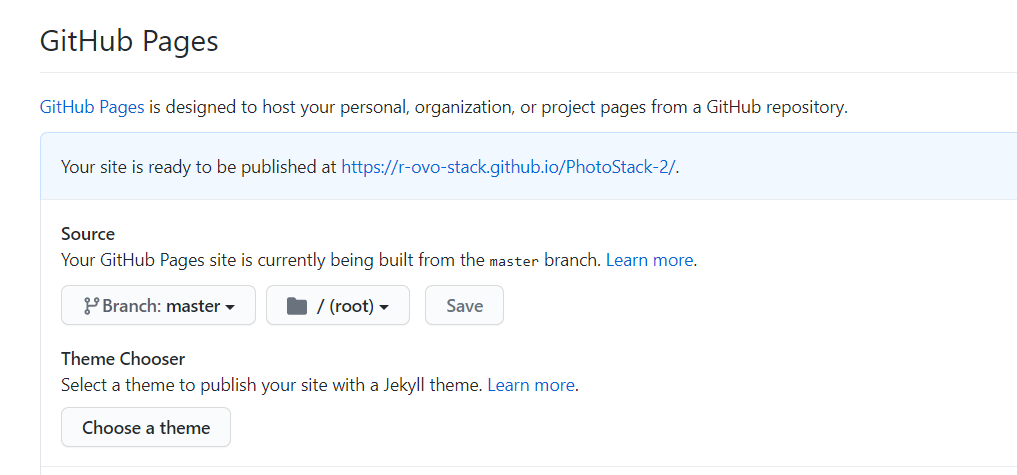 GitHub Pages
GitHub Pages is designed to host your personal, organization, or project pages from a GitHub repository.
Your site is ready to be published at https://r-ovo-stack.github.io/PhotoStack-2/.
Source
Your GitHub Pages site is currently being built from the master branch. Learn more.
Branch: master / (root) Save
Theme Chooser
Select a theme to publish your site with a Jekyll theme. Learn more.
Choose a theme